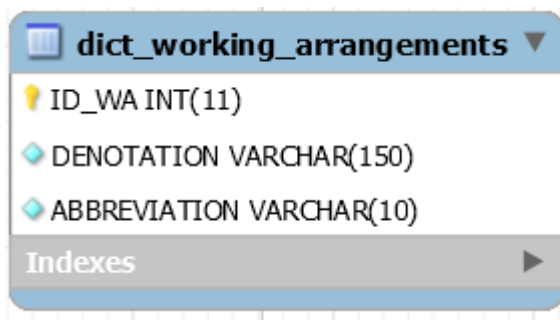 dict_working_arrangements
ID_WA INT(11)
DENOTATION VARCHAR(150)
ABBREVIATION VARCHAR(10)
Indexes